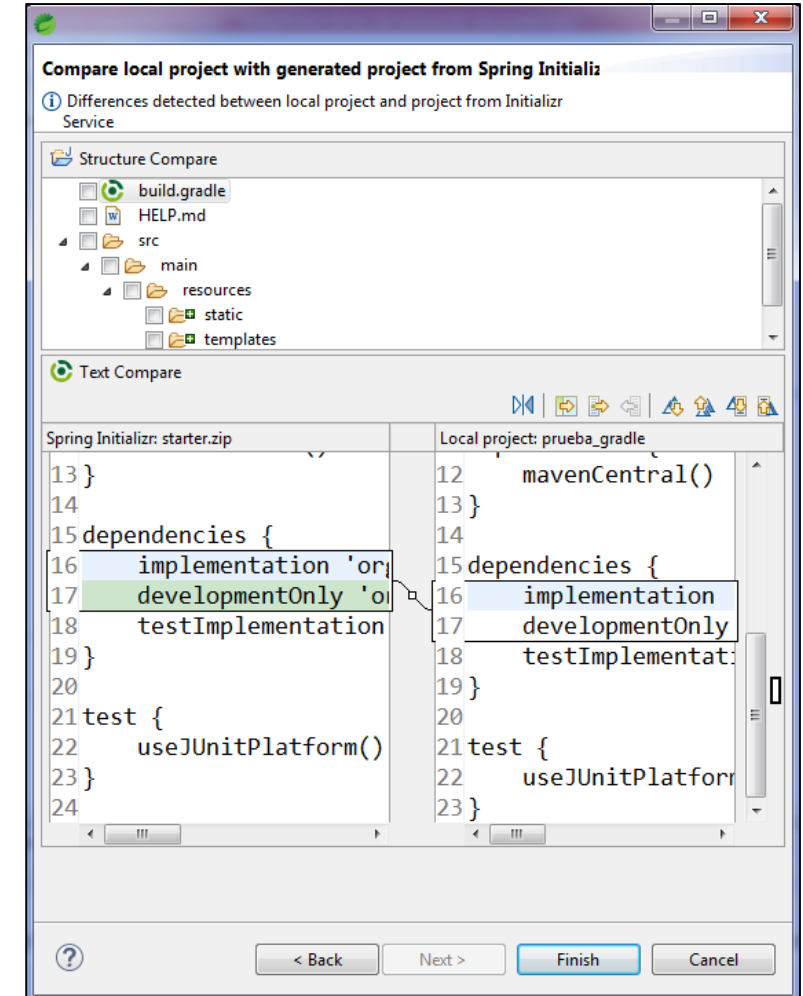 Compare local project with generated project from Spring Initializ
Differences detected between local project and project from Initializr
Service
Structure Compare
build.gradle
HELP.md
src
main
resources
static
templates
Text Compare
Spring Initializr: starter.zip
13 }
14
15 dependencies {
16 implementation 'org
17 developmentOnly 'o
18 testImplementation
19 }
20
21 test {
22 useJUnitPlatform()
23 }
24
Local project: prueba_gradle
12 mavenCentral()
13 }
14
15 dependencies {
16 implementation
17 developmentOnly
18 testImplementat
19 }
20
21 test {
22 useJUnitPlatfor
23 }
< Back
Next >
Finish
Cancel